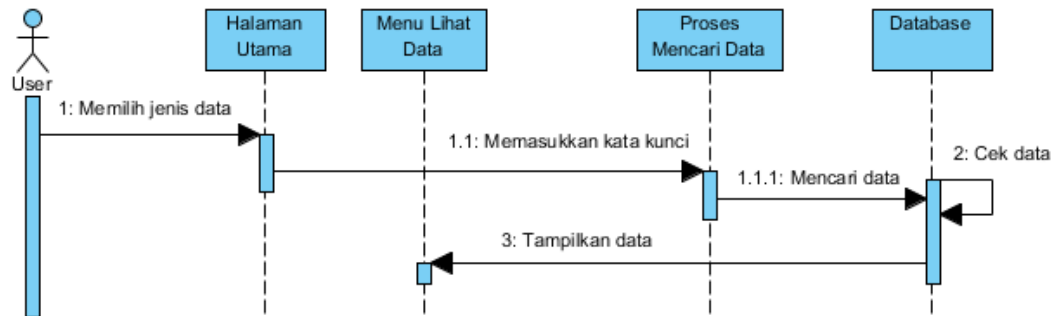 Halaman
Utama
Menu Lihat
Data
Proses
Mencari Data
Database
User
1: Memilih jenis data
1.1: Memasukkan kata kunci
2: Cek data
1.1.1: Mencari data
3: Tampilkan data